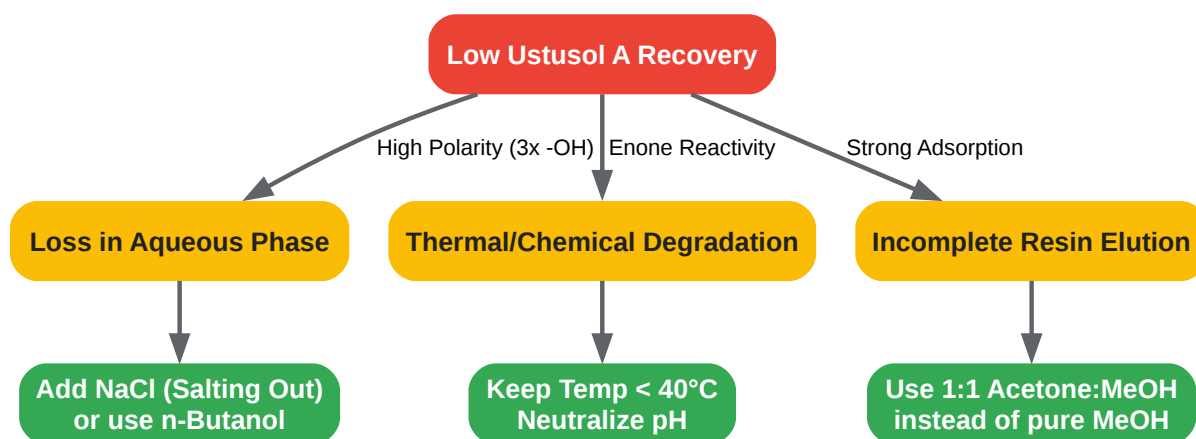 Low Ustusol A Recovery
High Polarity (3x -OH)
Enone Reactivity
Strong Adsorption
Loss in Aqueous Phase
Thermal/Chemical Degradation
Incomplete Resin Elution
Add NaCl (Salting Out)
or use n-Butanol
Keep Temp < 40°C
Neutralize pH
Use 1:1 Acetone:MeOH
instead of pure MeOH